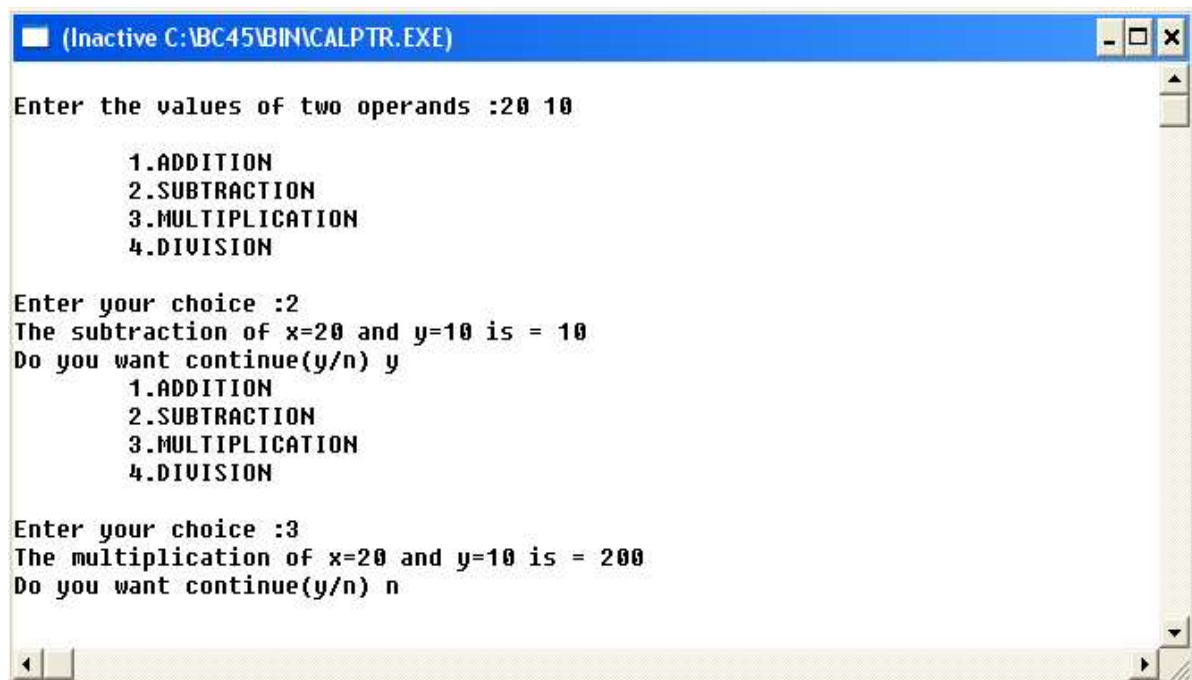 (Inactive C:\BC45\BIN\CALPTR.EXE)
Enter the values of two operands :20 10
1.ADDITION
2.SUBTRACTION
3.MULTIPLICATION
4.DIVISION
Enter your choice :2
The subtraction of x=20 and y=10 is = 10
Do you want continue(y/n) y
1.ADDITION
2.SUBTRACTION
3.MULTIPLICATION
4.DIVISION
Enter your choice :3
The multiplication of x=20 and y=10 is = 200
Do you want continue(y/n) n